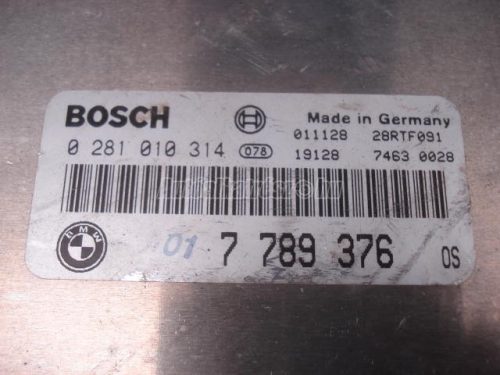 BOSCH Made in Germany
011128 28RTF091
0 281 010 314 078 19128 7463 0028
BMW 01 7 789 376 OS